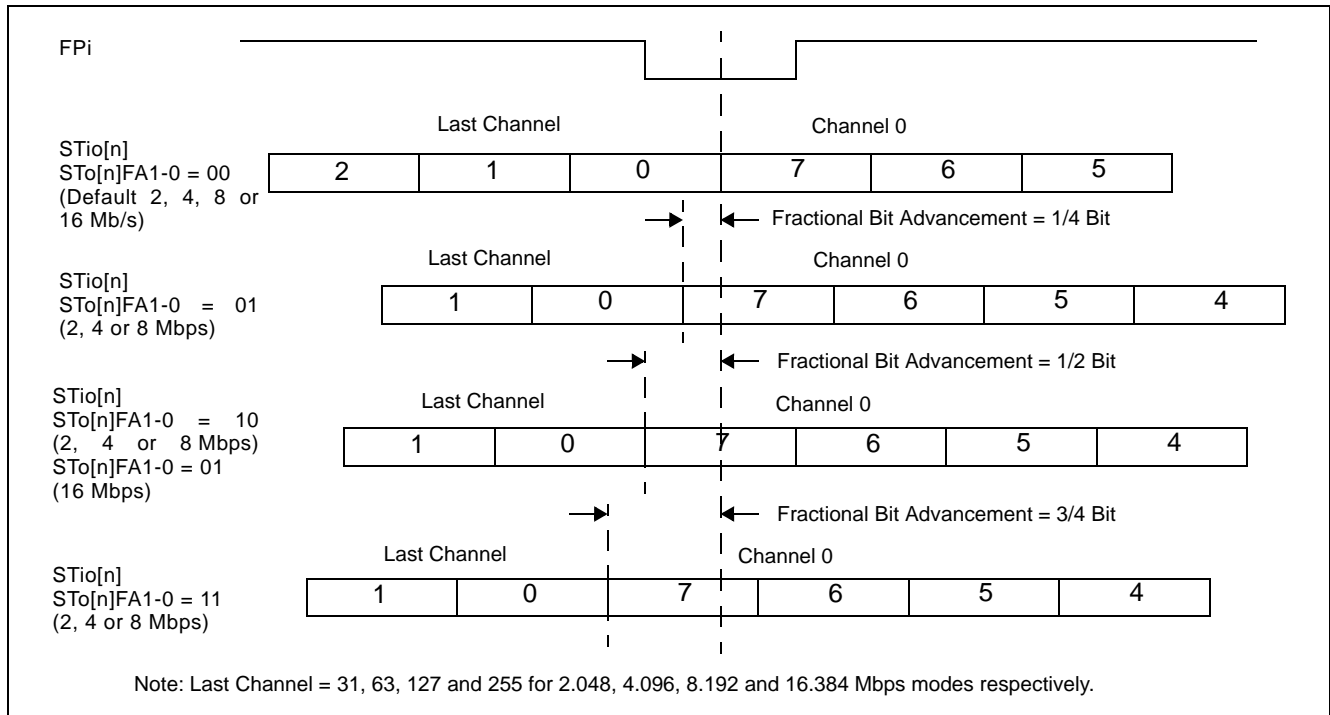 FPi
Last Channel
Channel 0
STio[n]
STo[n]FA1-0 = 00
(Default 2, 4, 8 or
16 Mb/s)
2 1 0 7 6 5
Fractional Bit Advancement = 1/4 Bit
Last Channel
Channel 0
STio[n]
STo[n]FA1-0 = 01
(2, 4 or 8 Mbps)
1 0 7 6 5 4
Fractional Bit Advancement = 1/2 Bit
Last Channel
Channel 0
STio[n]
STo[n]FA1-0 = 10
(2, 4 or 8 Mbps)
STo[n]FA1-0 = 01
(16 Mbps)
1 0 7 6 5 4
Fractional Bit Advancement = 3/4 Bit
Last Channel
Channel 0
STio[n]
STo[n]FA1-0 = 11
(2, 4 or 8 Mbps)
1 0 7 6 5 4
Note: Last Channel = 31, 63, 127 and 255 for 2.048, 4.096, 8.192 and 16.384 Mbps modes respectively.